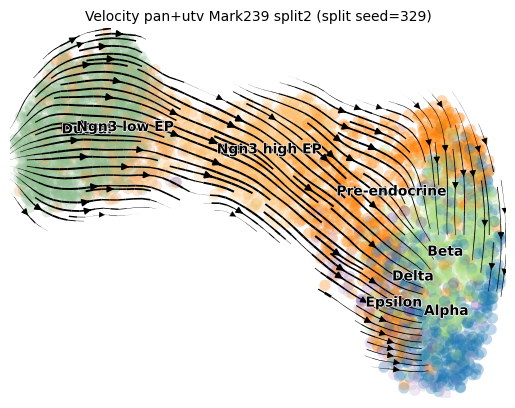 Velocity pan+utv Mark239 split2 (split seed=329)
Ngn3 low EP
Ngn3 high EP
Pre-endocrine
Beta
Delta
Epsilon
Alpha